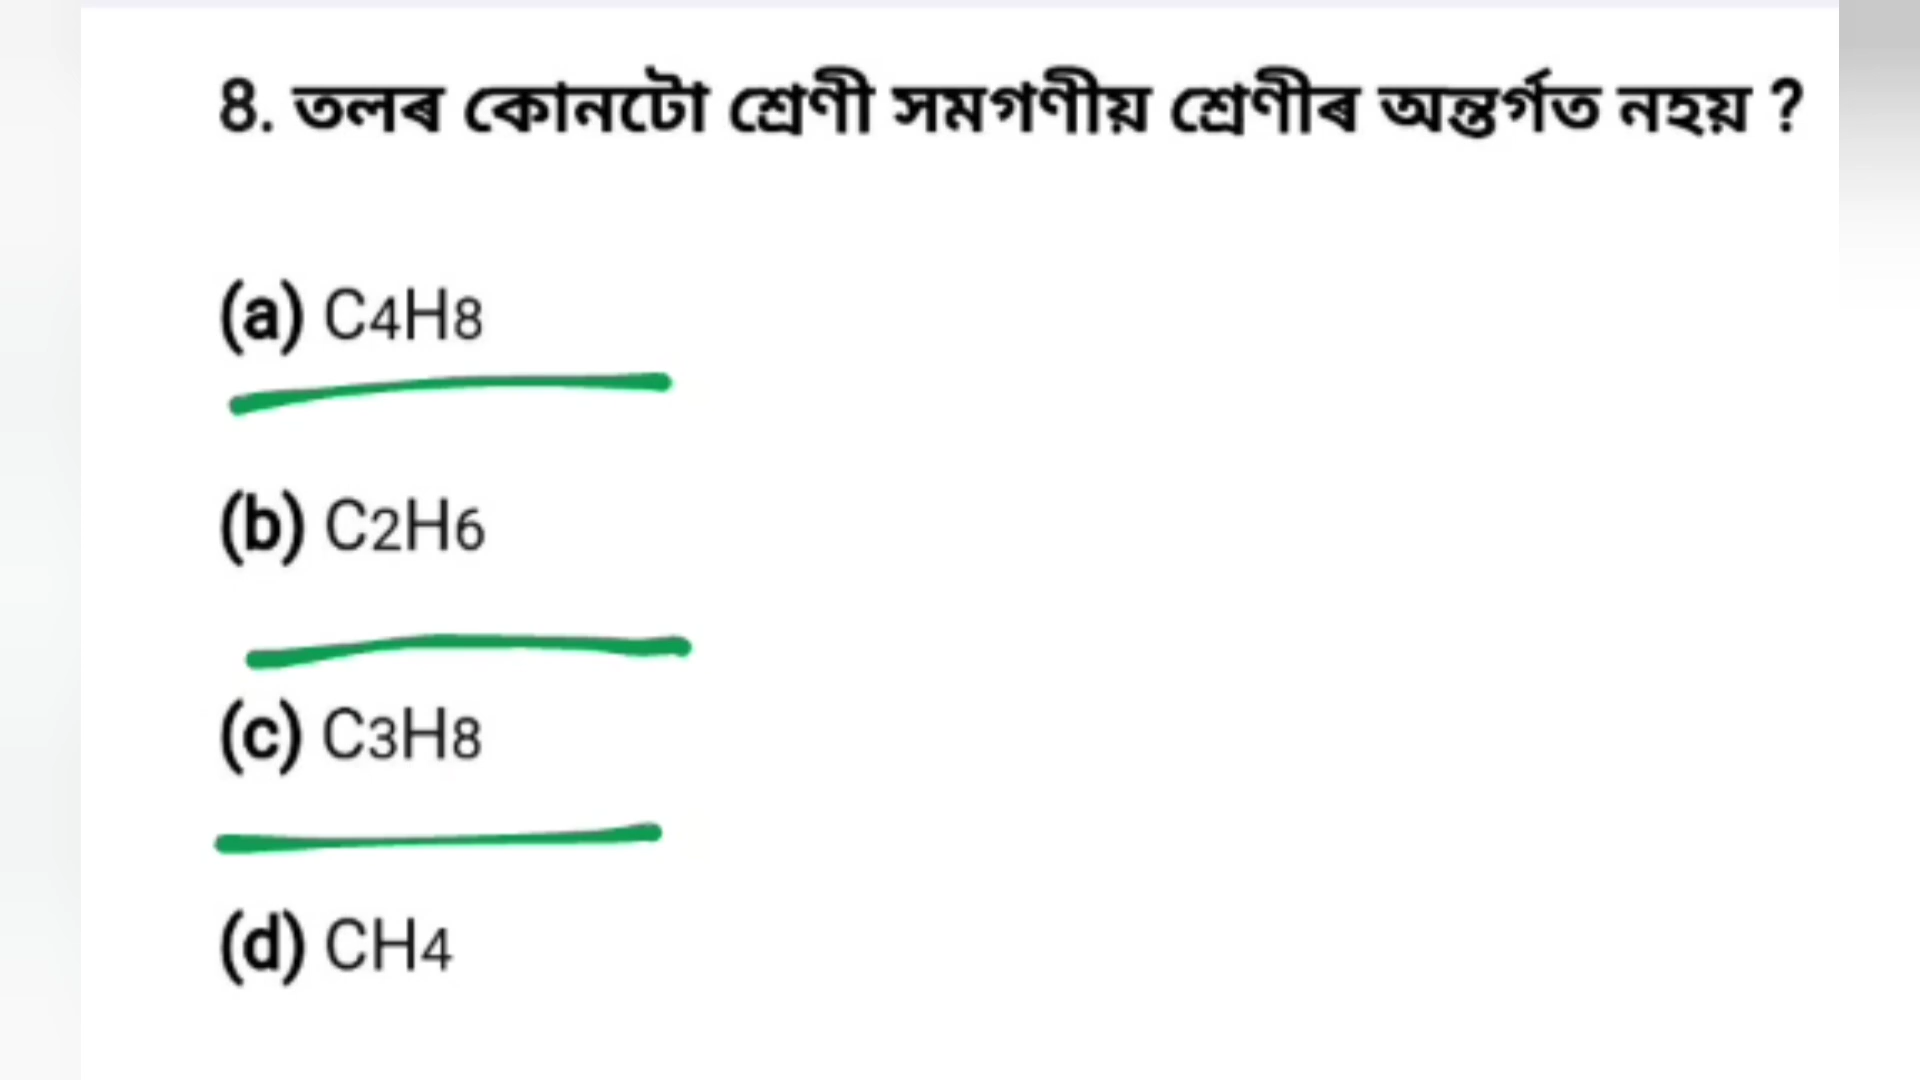 8. তলৰ কোনটো শ্ৰেণী সমগণীয় শ্ৰেণীৰ অন্তৰ্গত নহয় ?
(a) C4H8
(b) C2H6
(c) C3H8
(d) CH4